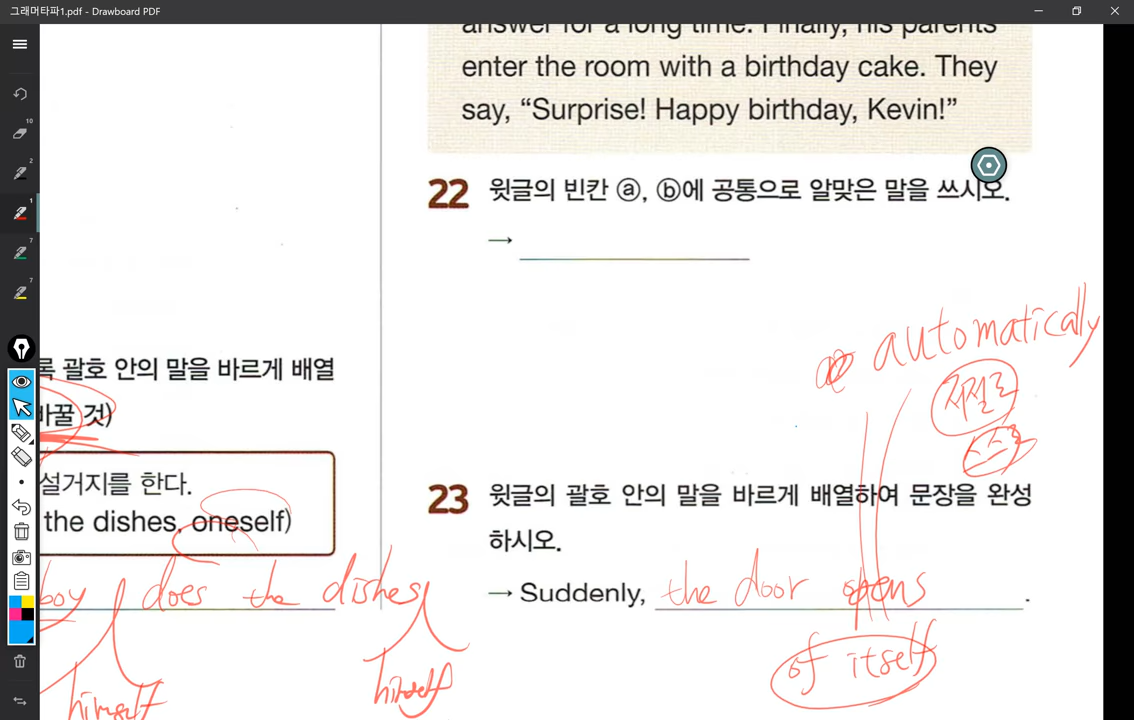 그래머타파1.pdf - Drawboard PDF
answer for a long time. Finally, his parents
enter the room with a birthday cake. They
say, “Surprise! Happy birthday, Kevin!”
22 윗글의 빈칸 ⓐ, ⓑ에 공통으로 알맞은 말을 쓰시오.
→
automatically
저절로
스스로
록 괄호 안의 말을 바르게 배열
바꿀 것)
설거지를 한다.
the dishes, oneself)
boy does the dishes
himself
himself
23 윗글의 괄호 안의 말을 바르게 배열하여 문장을 완성
하시오.
→ Suddenly, the door opens .
of itself
10
2
1
7
7